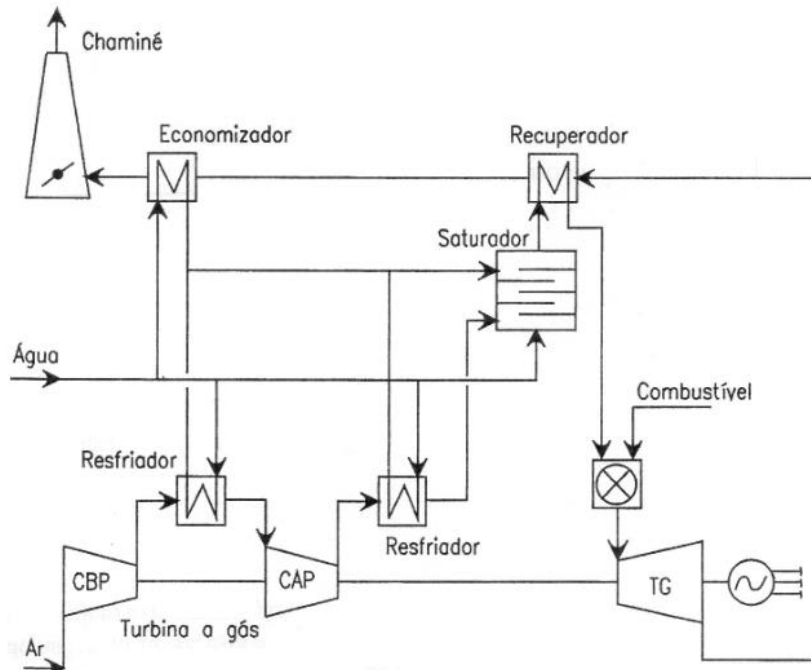 Chaminé
Economizador
Recuperador
Saturador
Água
Combustível
Resfriador
Resfriador
CBP
CAP
TG
Turbina a gás
Ar